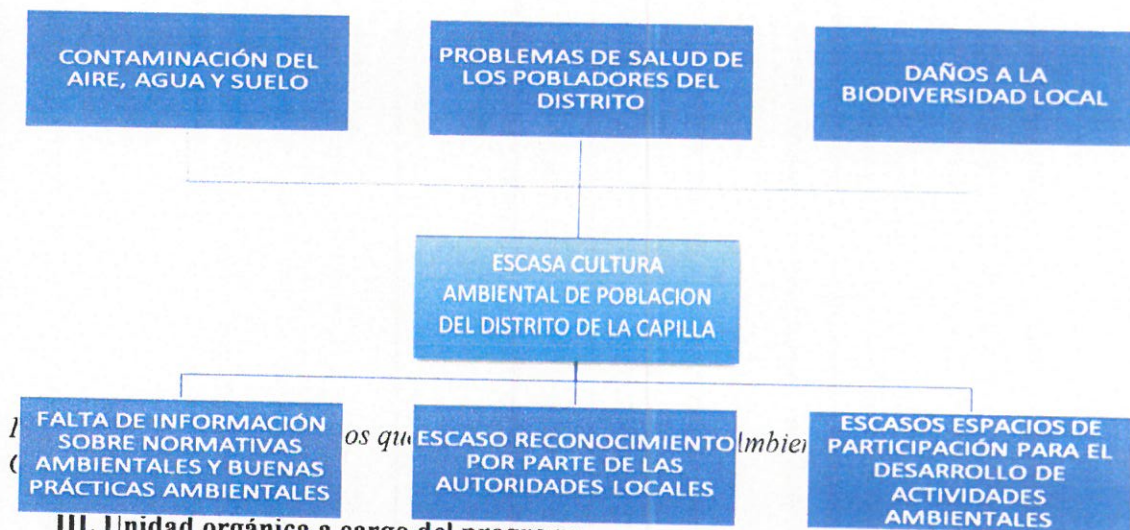 CONTAMINACIÓN DEL
AIRE, AGUA Y SUELO
PROBLEMAS DE SALUD DE
LOS POBLADORES DEL
DISTRITO
DAÑOS A LA
BIODIVERSIDAD LOCAL
ESCASA CULTURA
AMBIENTAL DE POBLACION
DEL DISTRITO DE LA CAPILLA
FALTA DE INFORMACIÓN
SOBRE NORMATIVAS
AMBIENTALES Y BUENAS
PRÁCTICAS AMBIENTALES
ESCASO RECONOCIMIENTO
POR PARTE DE LAS
AUTORIDADES LOCALES
ESCASOS ESPACIOS DE
PARTICIPACIÓN PARA EL
DESARROLLO DE
ACTIVIDADES
AMBIENTALES
III. Unidad orgánica a cargo del